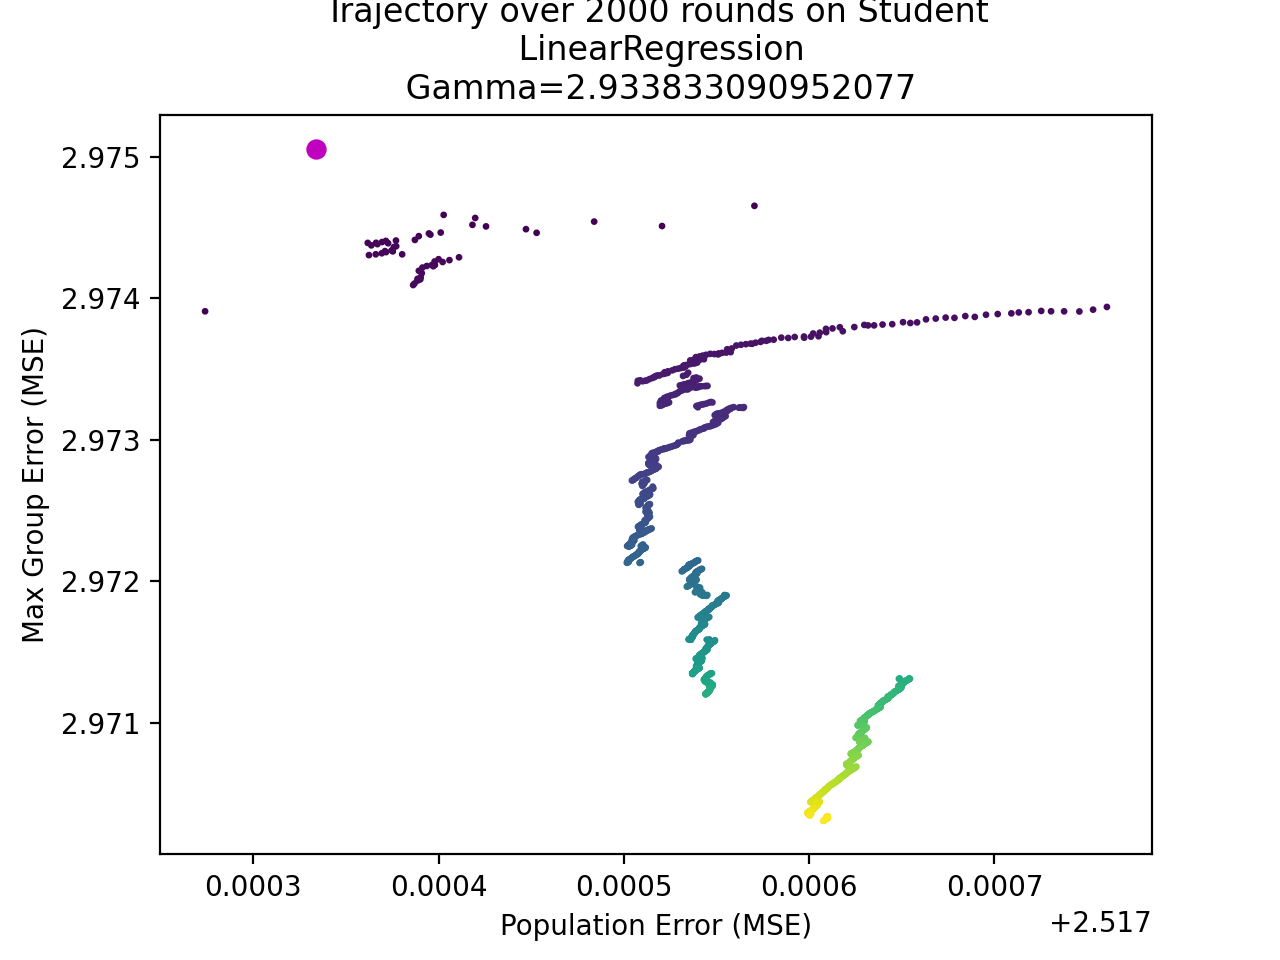 Trajectory over 2000 rounds on Student
LinearRegression
Gamma=2.933833090952077
2.975
2.974
2.973
2.972
2.971
Max Group Error (MSE)
0.0003 0.0004 0.0005 0.0006 0.0007
Population Error (MSE)
+2.517